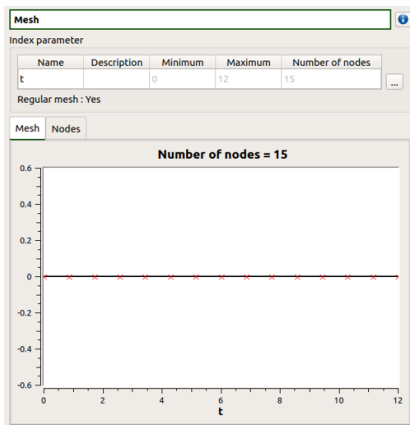 Mesh
Index parameter
Name Description Minimum Maximum Number of nodes
t 0 12 15
...
Regular mesh : Yes
Mesh Nodes
Number of nodes = 15
0.6
0.4
0.2
0
-0.2
-0.4
-0.6
0 2 4 6 8 10 12
t